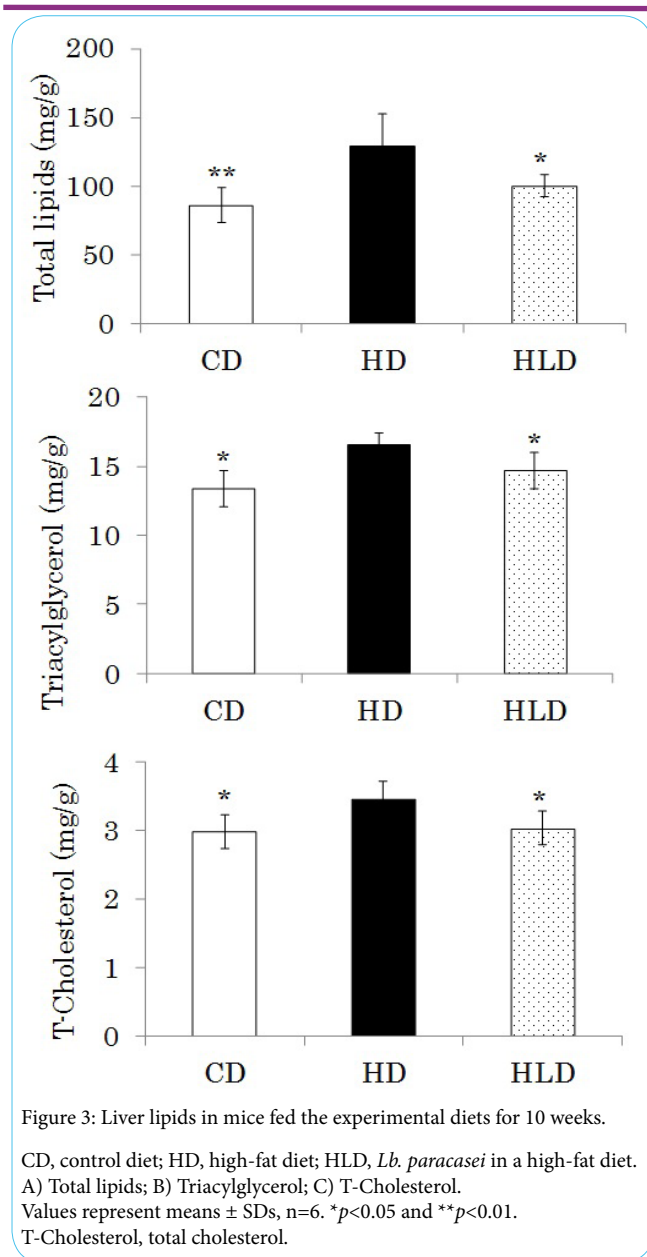 200
150
100
50
0
Total lipids (mg/g)
**
*
CD HD HLD
20
15
10
5
0
Triacylglycerol (mg/g)
*
*
CD HD HLD
4
3
2
1
0
T-Cholesterol (mg/g)
*
*
CD HD HLD
Figure 3: Liver lipids in mice fed the experimental diets for 10 weeks.
CD, control diet; HD, high-fat diet; HLD, Lb. paracasei in a high-fat diet.
A) Total lipids; B) Triacylglycerol; C) T-Cholesterol.
Values represent means ± SDs, n=6. *p<0.05 and **p<0.01.
T-Cholesterol, total cholesterol.